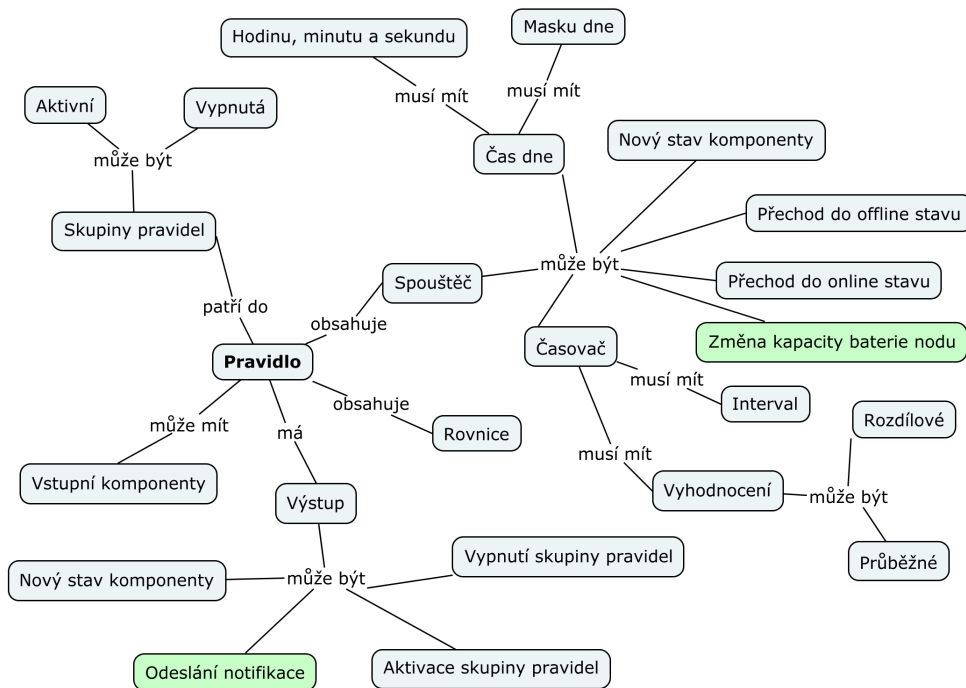 Masku dne
Hodinu, minutu a sekundu
musí mít
musí mít
Aktivní
Vypnutá
může být
Čas dne
Nový stav komponenty
Skupiny pravidel
Přechod do offline stavu
může být
Spouštěč
Přechod do online stavu
patří do
obsahuje
Časovač
Změna kapacity baterie nodu
Pravidlo
musí mít
Interval
obsahuje
Rozdílové
může mít
má
Rovnice
musí mít
Vstupní komponenty
Výstup
Vyhodnocení
může být
Vypnutí skupiny pravidel
Průběžné
Nový stav komponenty
může být
Odeslání notifikace
Aktivace skupiny pravidel